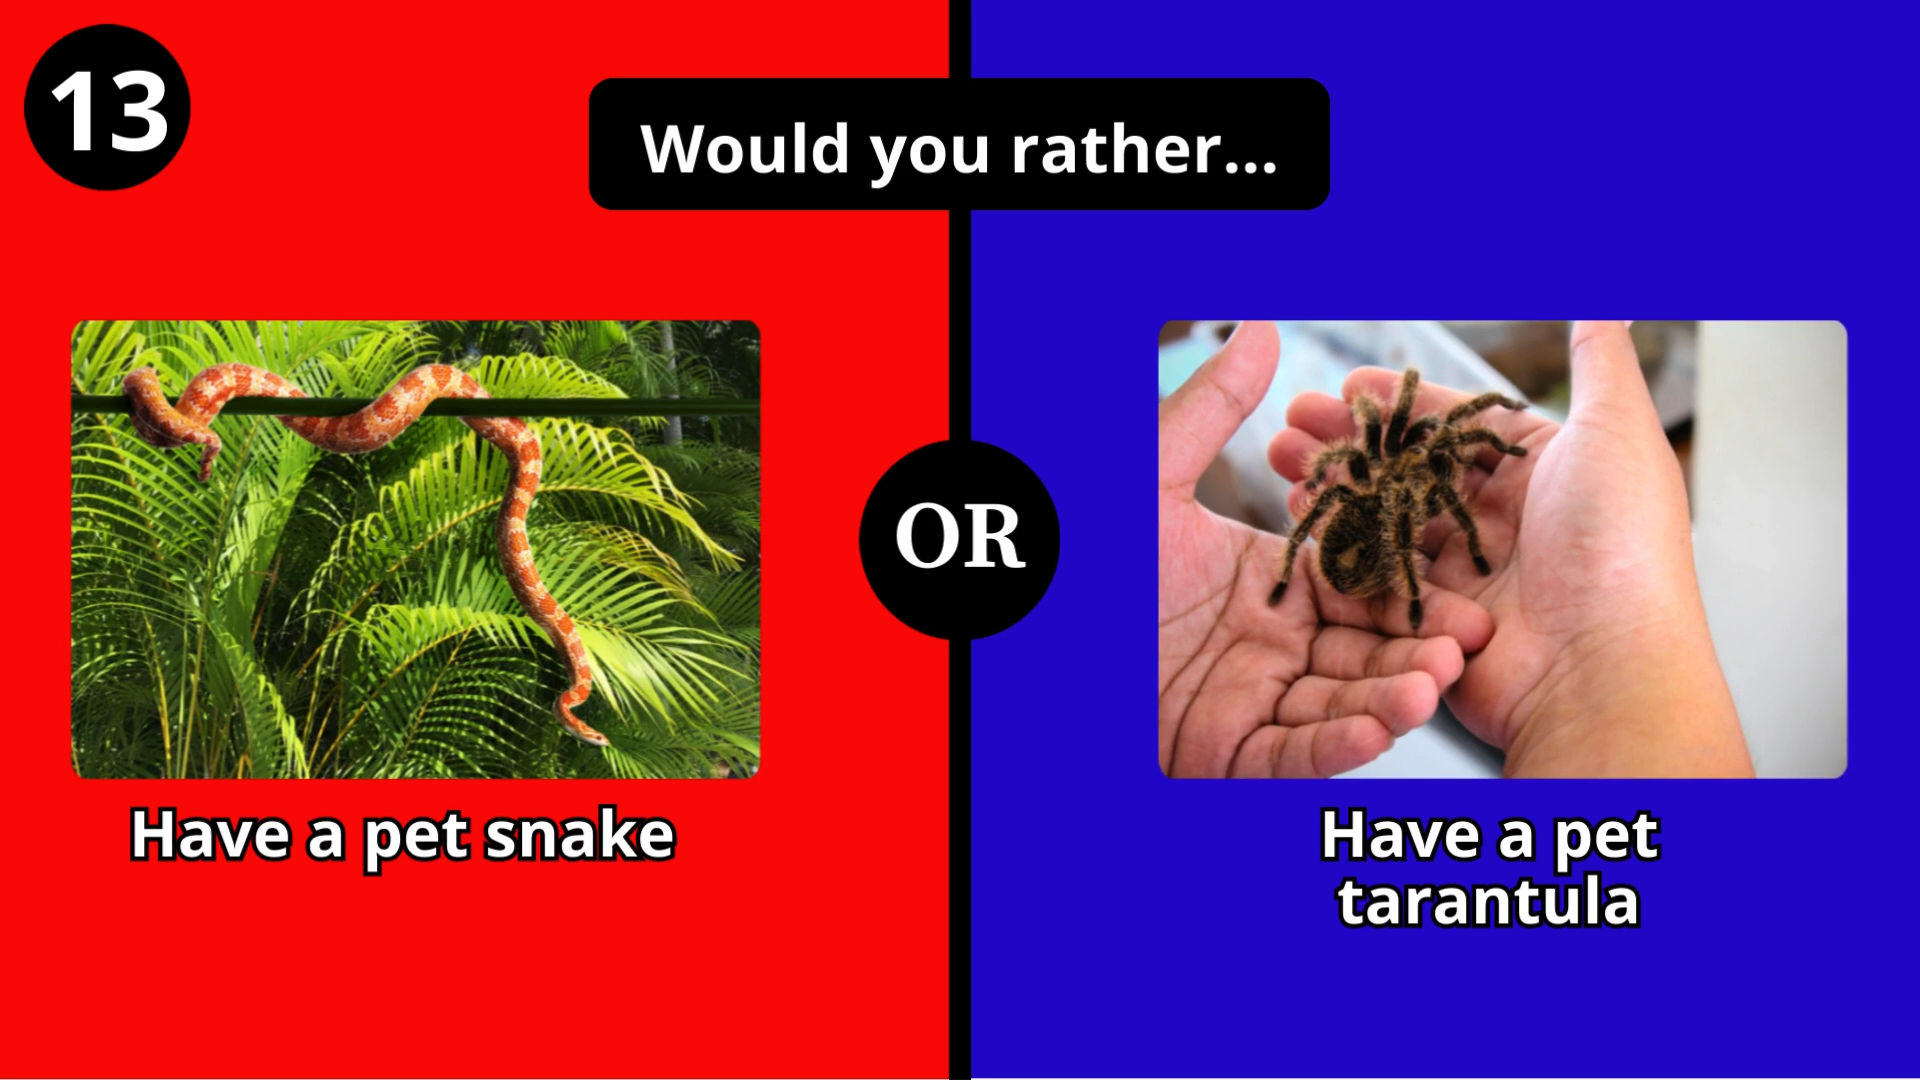 13
Would you rather...
OR
Have a pet snake
Have a pet
tarantula